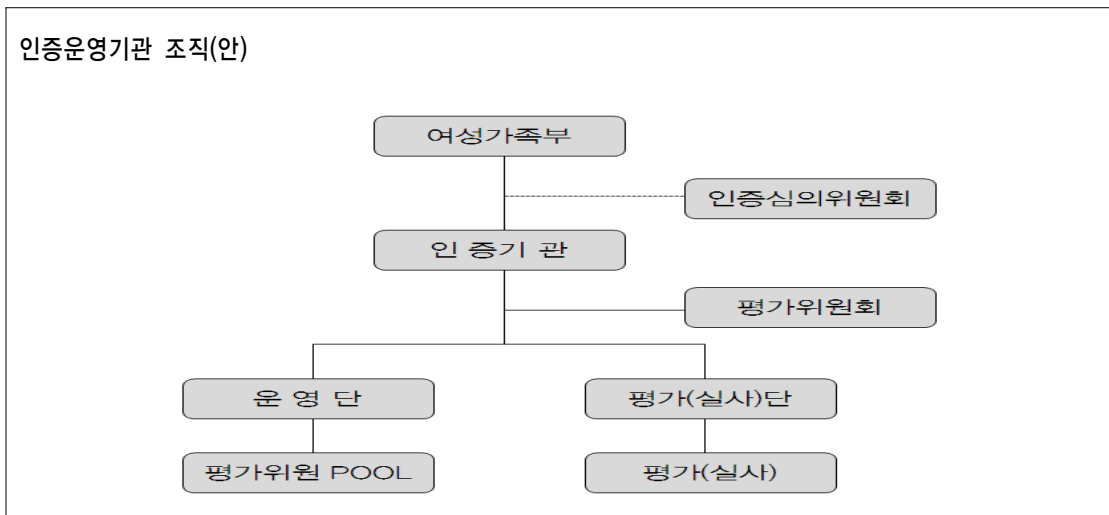 인증운영기관 조직(안)
여성가족부
인증심의위원회
인 증기 관
평가위원회
운 영 단
평가(실사)단
평가위원 POOL
평가(실사)